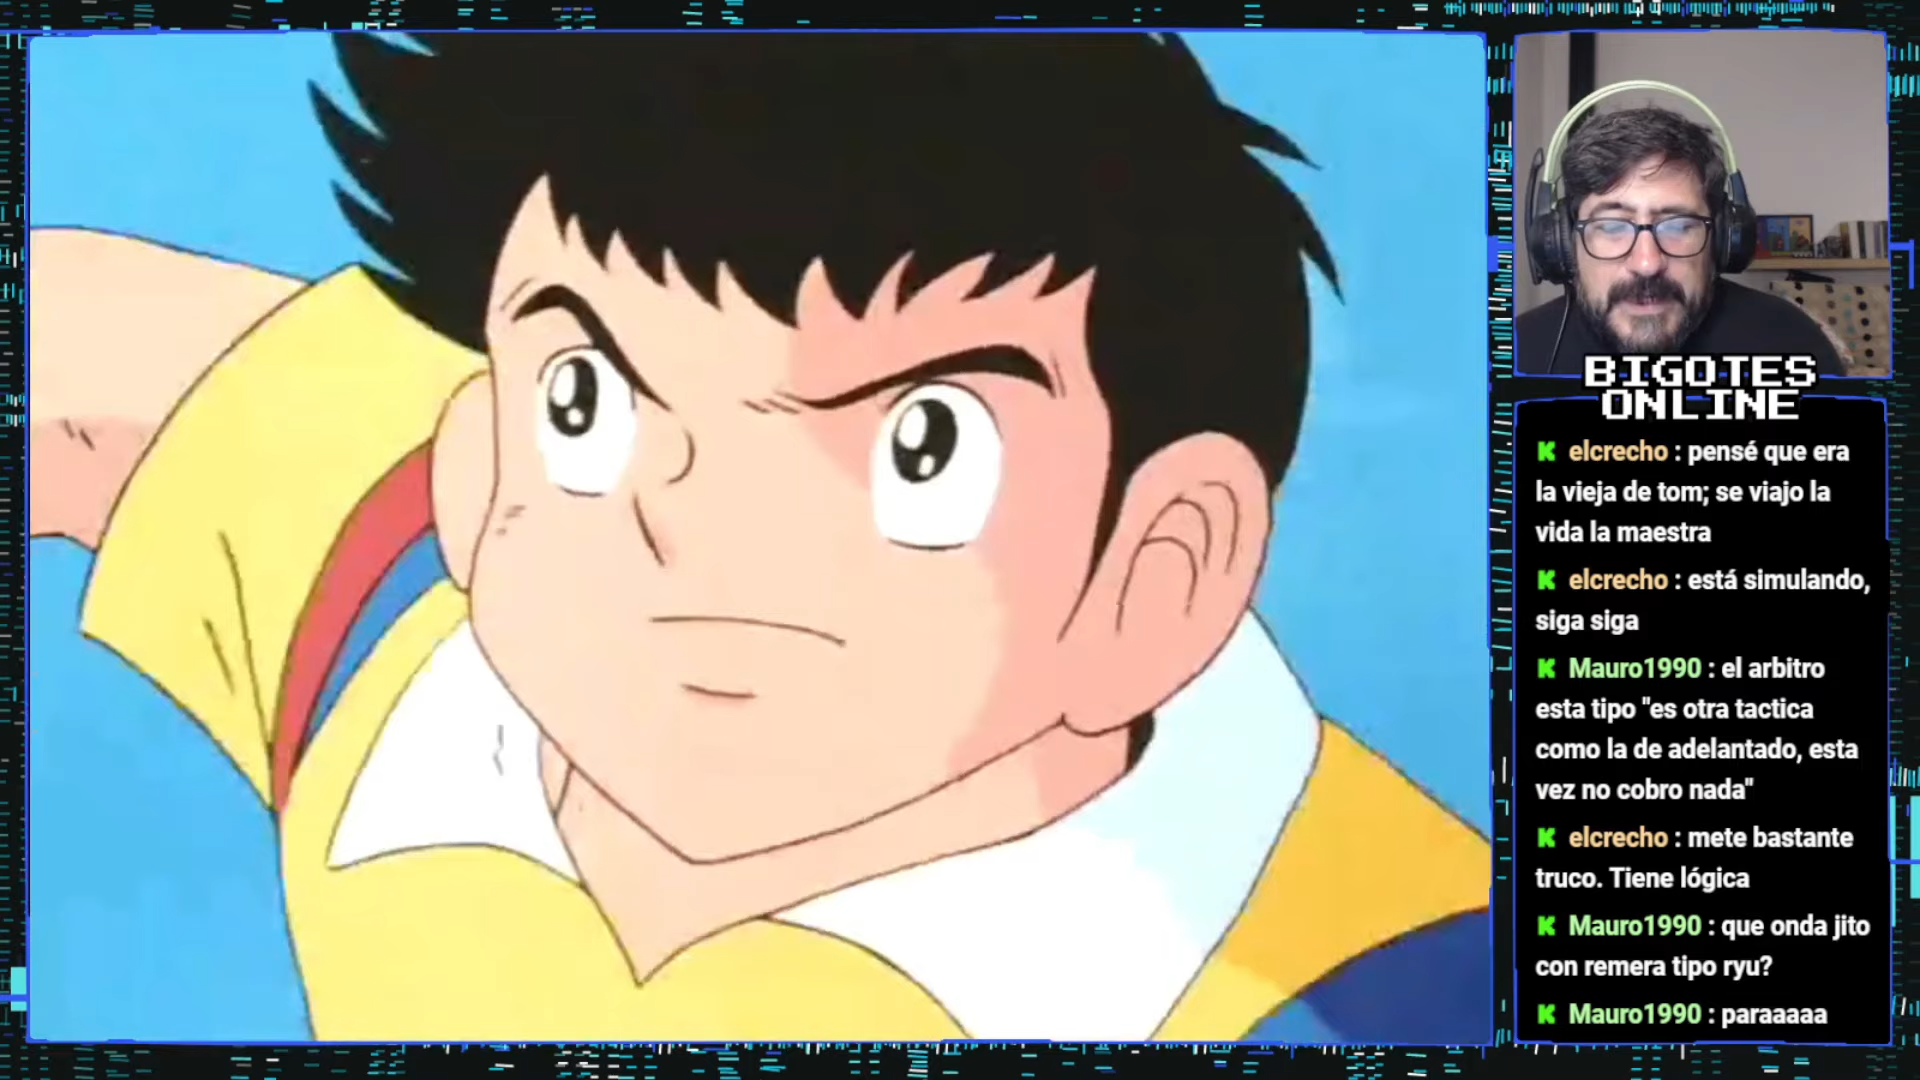 BIGOTES
ONLINE
elcrecho : pensé que era
la vieja de tom; se viajo la
vida la maestra
elcrecho : está simulando,
siga siga
Mauro1990 : el arbitro
esta tipo "es otra tactica
como la de adelantado, esta
vez no cobro nada"
elcrecho : mete bastante
truco. Tiene lógica
Mauro1990 : que onda jito
con remera tipo ryu?
Mauro1990 : paraaaaa